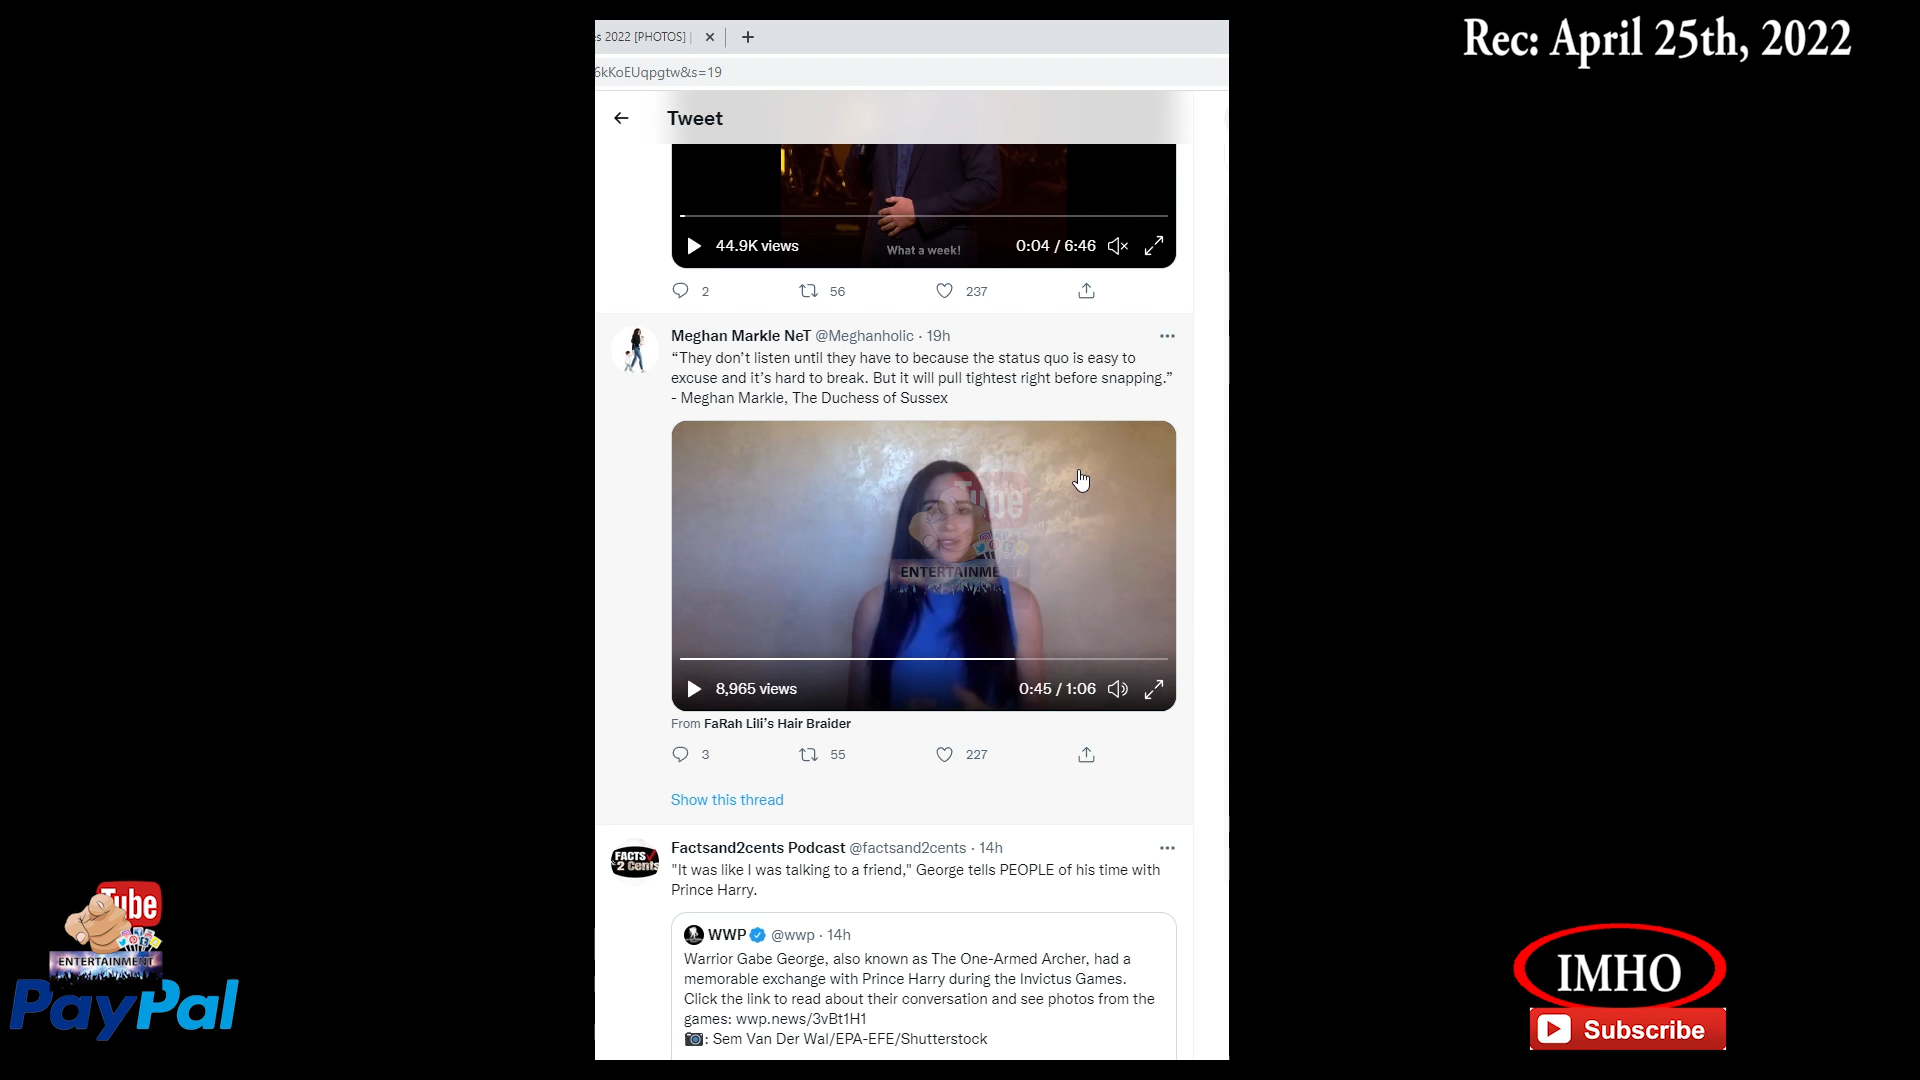 Rec: April 25th, 2022
s 2022 [PHOTOS] |
6kKoEUqpgtw&s=19
Tweet
What a week!
44.9K views
0:04 / 6:46
2
56
237
Meghan Markle NeT @Meghanholic · 19h
“They don’t listen until they have to because the status quo is easy to
excuse and it’s hard to break. But it will pull tightest right before snapping.”
- Meghan Markle, The Duchess of Sussex
Tube
ENTERTAINME
8,965 views
0:45 / 1:06
From FaRah Lili’s Hair Braider
3
55
227
Show this thread
Factsand2cents Podcast @factsand2cents · 14h
FACTS
2 Cents
"It was like I was talking to a friend," George tells PEOPLE of his time with
Prince Harry.
WWP @wwp · 14h
Warrior Gabe George, also known as The One-Armed Archer, had a
memorable exchange with Prince Harry during the Invictus Games.
Click the link to read about their conversation and see photos from the
games: wwp.news/3vBt1H1
: Sem Van Der Wal/EPA-EFE/Shutterstock
Tube
ENTERTAINMENT
PayPal
IMHO
Subscribe